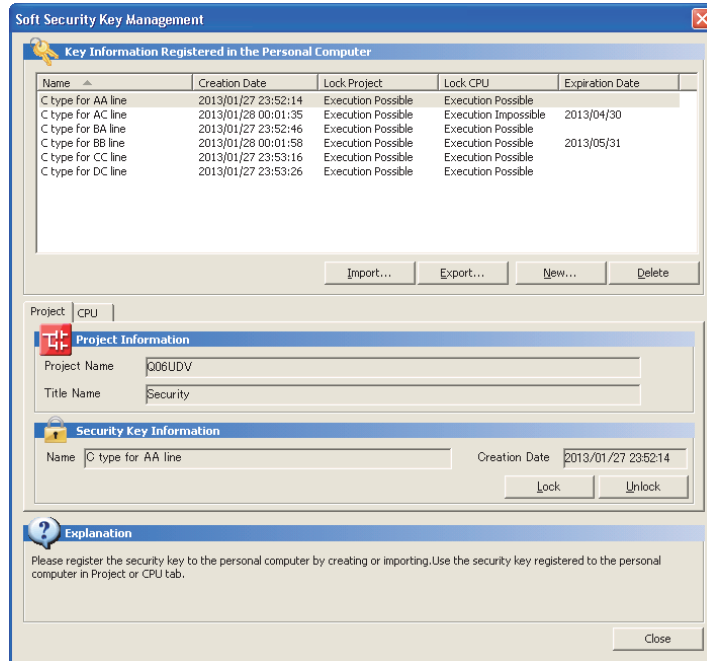 Soft Security Key Management
Key Information Registered in the Personal Computer
Name Creation Date Lock Project Lock CPU Expiration Date
C type for AA line 2013/01/27 23:52:14 Execution Possible Execution Possible
C type for AC line 2013/01/28 00:01:35 Execution Possible Execution Impossible 2013/04/30
C type for BA line 2013/01/27 23:52:46 Execution Possible Execution Possible
C type for BB line 2013/01/28 00:01:58 Execution Possible Execution Possible 2013/05/31
C type for CC line 2013/01/27 23:53:16 Execution Possible Execution Possible
C type for DC line 2013/01/27 23:53:26 Execution Possible Execution Possible
Import... Export... New... Delete
Project CPU
Project Information
Project Name Q06UDV
Title Name Security
Security Key Information
Name C type for AA line Creation Date 2013/01/27 23:52:14
Lock Unlock
Explanation
Please register the security key to the personal computer by creating or importing.Use the security key registered to the personal
computer in Project or CPU tab.
Close